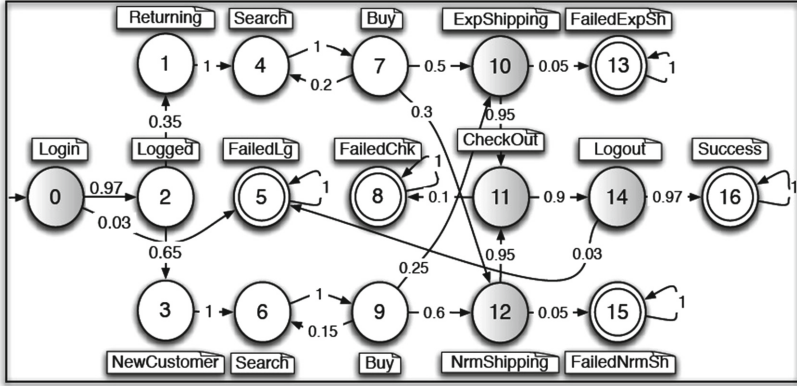 Returning Search Buy ExpShipping FailedExpSh
1 1 4 1 0.2 7 0.5 10 0.05 13 1
0.35 0.3 0.95
Login Logged FailedLg FailedChk CheckOut Logout Success
0 0.97 2 5 1 8 1 0.1 11 0.9 14 0.97 16 1
0.03
0.65 0.25 0.95 0.03
3 1 6 1 0.15 9 0.6 12 0.05 15 1
NewCustomer Search Buy NrmShipping FailedNrmSh